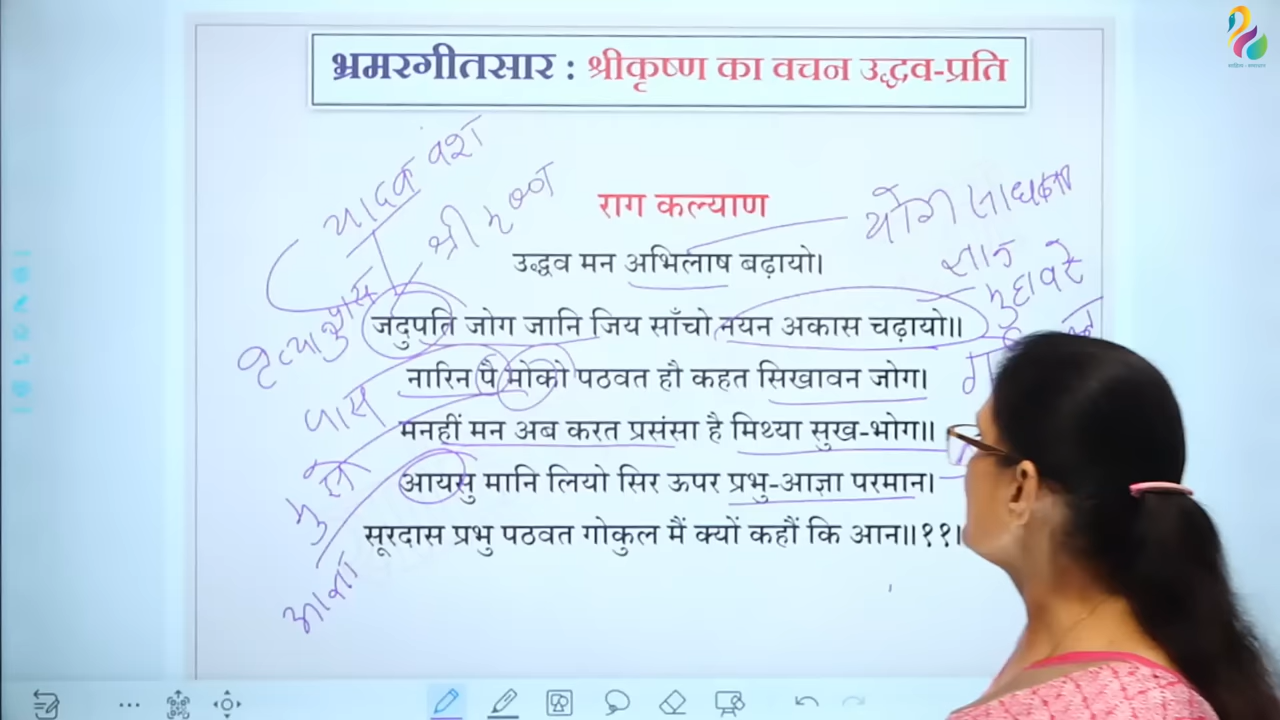 भ्रमरगीतसार : श्रीकृष्ण का वचन उद्धव-प्रति
यादव वंश
श्री कृष्ण
राग कल्याण
योग साधना
उद्धव मन अभिलाष बढ़ायो।
ज्ञान
मुहावरे
जदुपति जोग जानि जिय साँचो नयन अकास चढ़ायो॥
वृत्यानुप्रास
नारिन पै मोको पठवत हौ कहत सिखावन जोग।
पास
मनहीं मन अब करत प्रसंसा है मिथ्या सुख-भोग॥
आयसु मानि लियो सिर ऊपर प्रभु-आज्ञा परमान।
मुझे
सूरदास प्रभु पठवत गोकुल मैं क्यों कहौं कि आन॥११।
आज्ञा